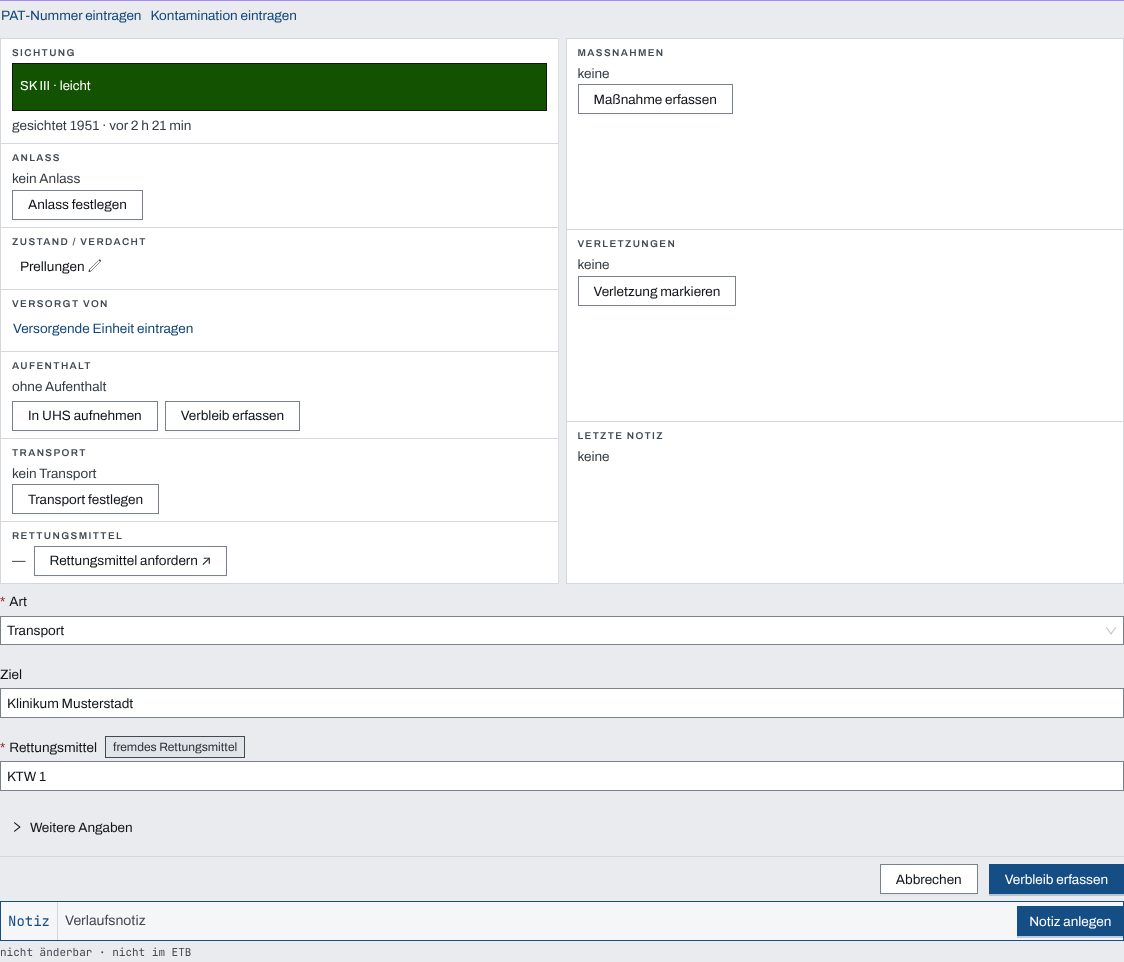 PAT-Nummer eintragen Kontamination eintragen
SICHTUNG
SK III · leicht
gesichtet 1951 · vor 2 h 21 min
ANLASS
kein Anlass
Anlass festlegen
ZUSTAND / VERDACHT
Prellungen
VERSORGT VON
Versorgende Einheit eintragen
AUFENTHALT
ohne Aufenthalt
In UHS aufnehmen Verbleib erfassen
TRANSPORT
kein Transport
Transport festlegen
RETTUNGSMITTEL
— Rettungsmittel anfordern ↗
MASSNAHMEN
keine
Maßnahme erfassen
VERLETZUNGEN
keine
Verletzung markieren
LETZTE NOTIZ
keine
* Art
Transport
Ziel
Klinikum Musterstadt
* Rettungsmittel fremdes Rettungsmittel
KTW 1
Weitere Angaben
Abbrechen Verbleib erfassen
Notiz Verlaufsnotiz Notiz anlegen
nicht änderbar · nicht im ETB